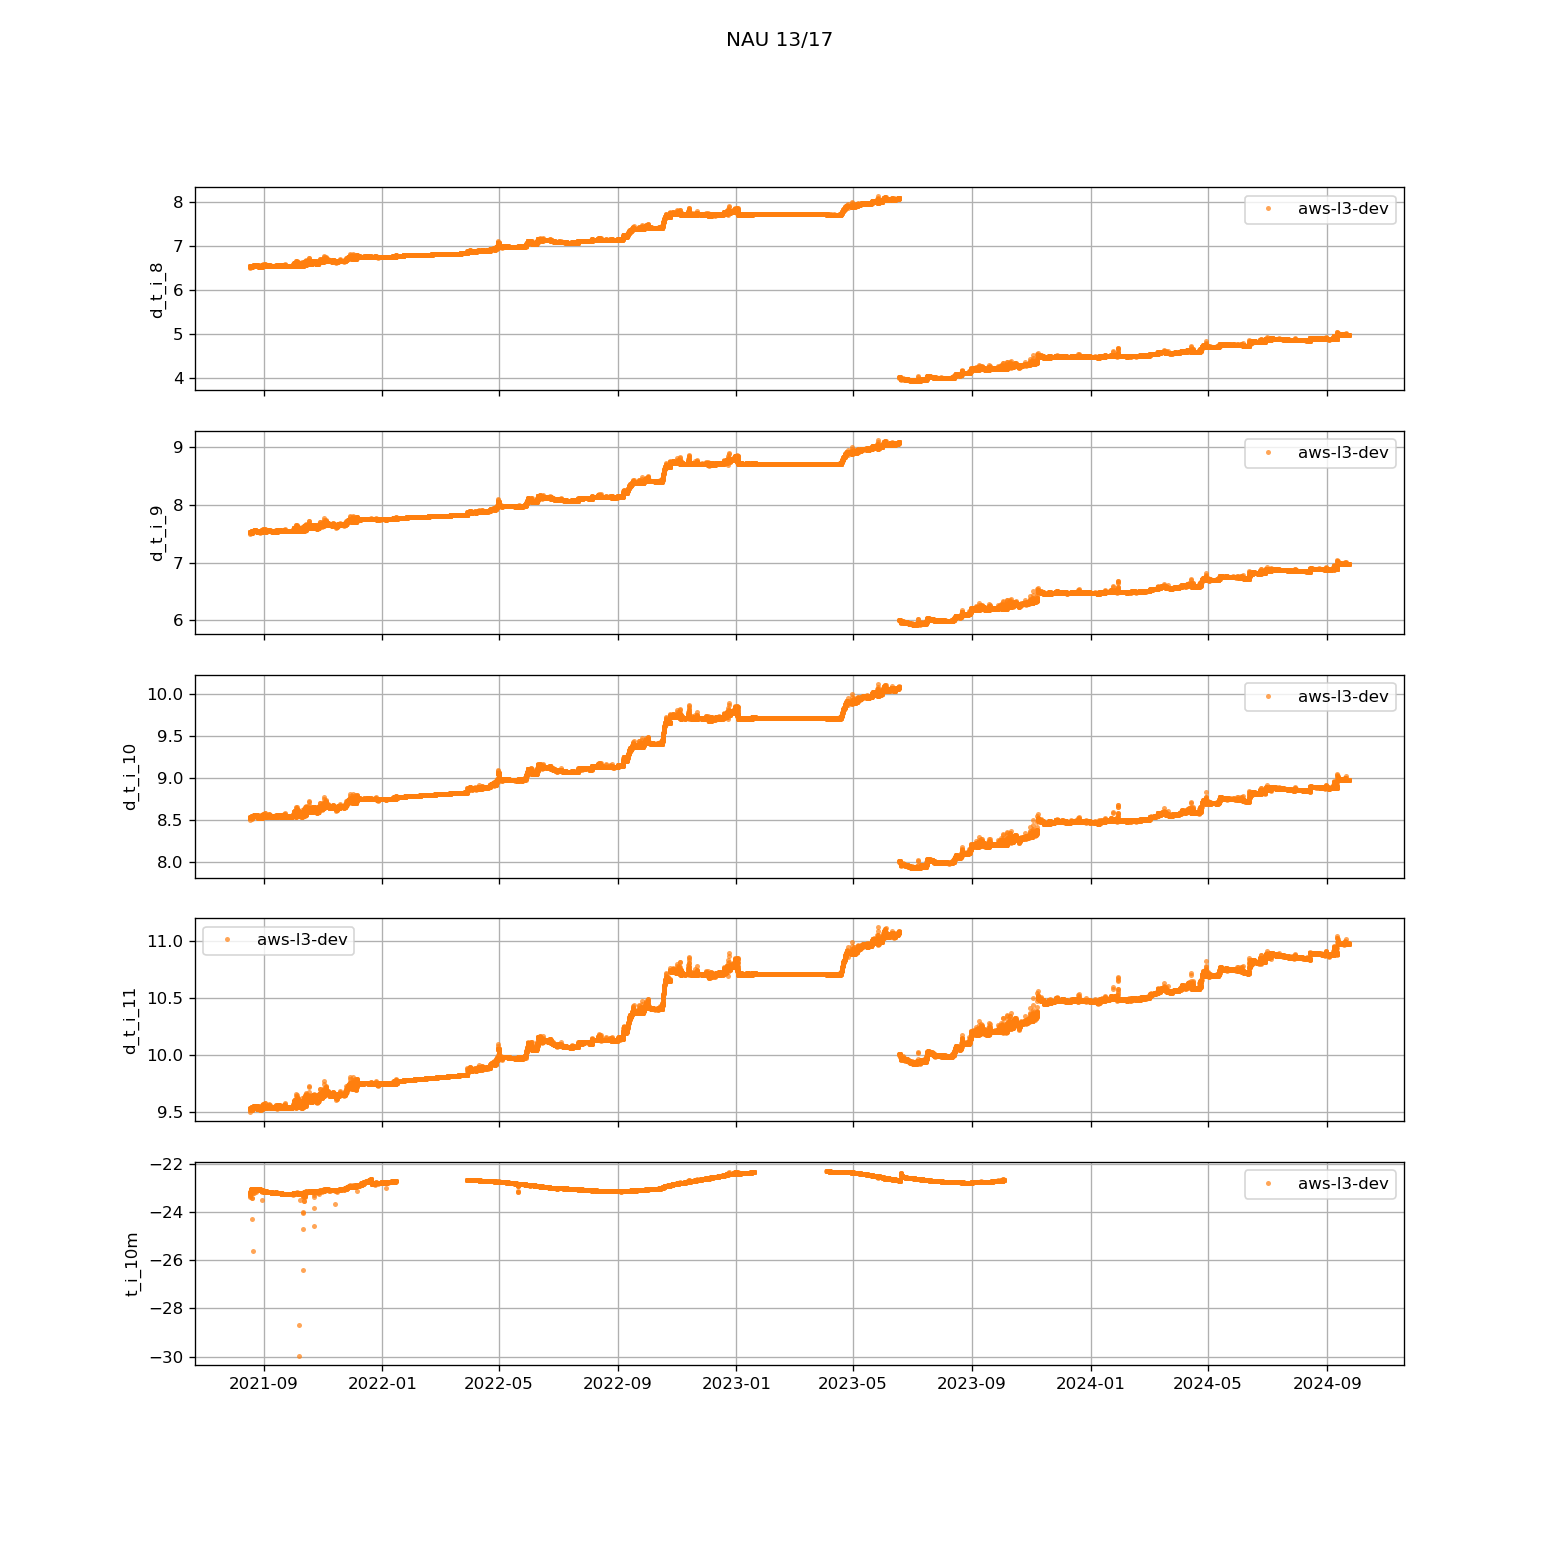 NAU 13/17
8
7
6
5
4
d_t_i_8
aws-l3-dev
9
8
7
6
d_t_i_9
aws-l3-dev
10.0
9.5
9.0
8.5
8.0
d_t_i_10
aws-l3-dev
11.0
10.5
10.0
9.5
d_t_i_11
aws-l3-dev
−22
−24
−26
−28
−30
t_i_10m
aws-l3-dev
2021-09 2022-01 2022-05 2022-09 2023-01 2023-05 2023-09 2024-01 2024-05 2024-09